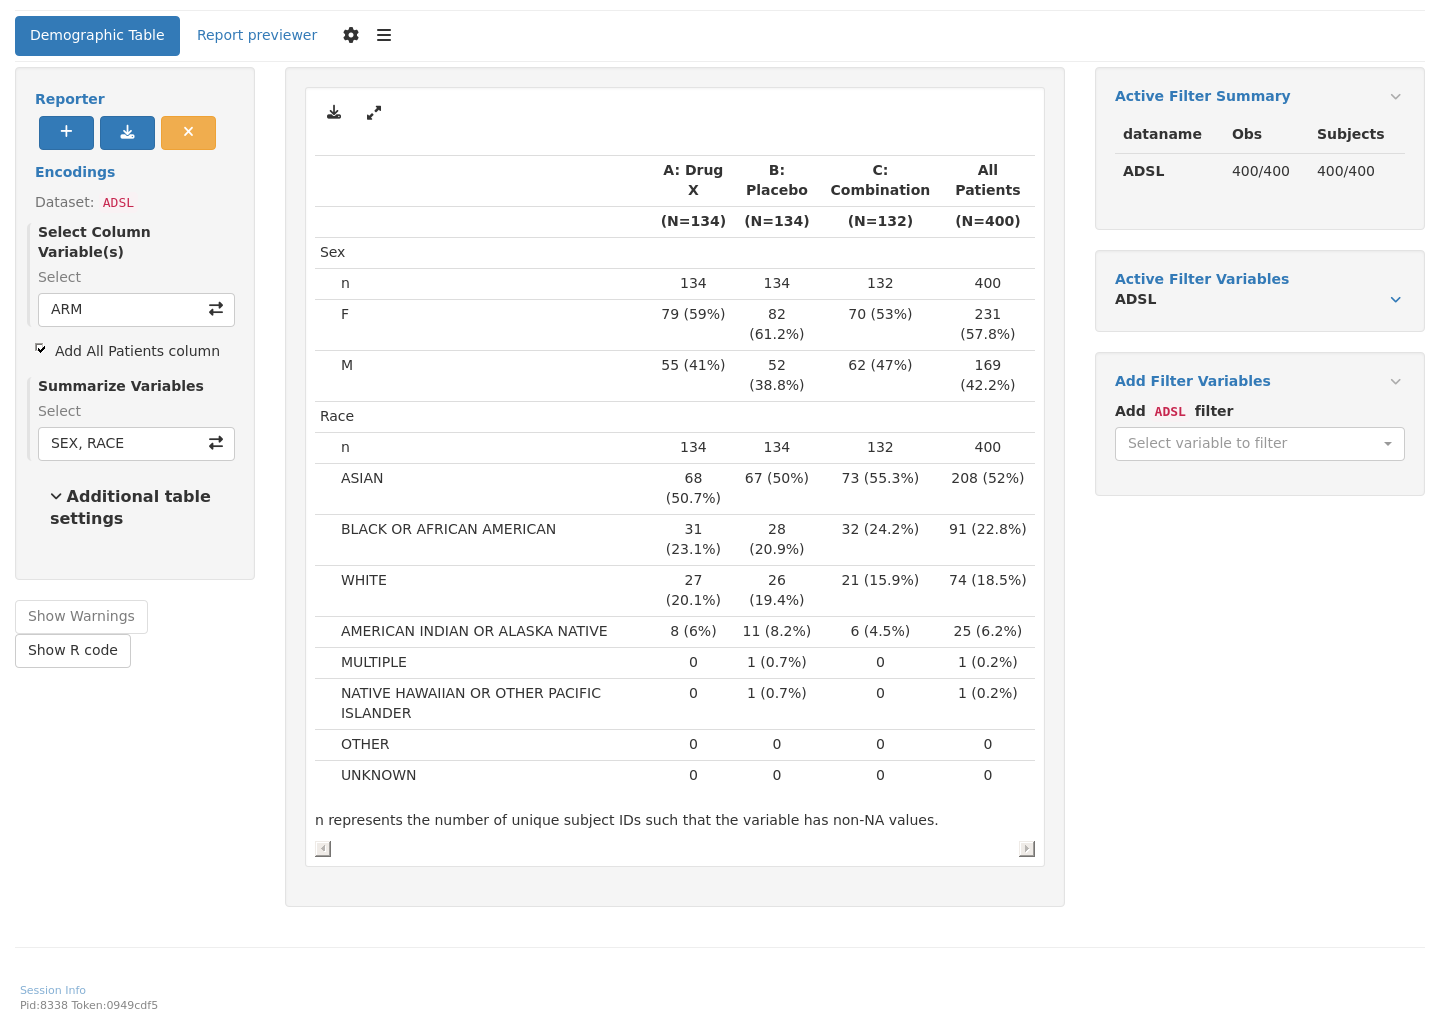 Demographic Table
Report previewer
Reporter
Encodings
Dataset: ADSL
Select Column
Variable(s)
Select
ARM
Add All Patients column
Summarize Variables
Select
SEX, RACE
Additional table
settings
Show Warnings
Show R code
A: Drug X B: Placebo C: Combination All Patients
(N=134) (N=134) (N=132) (N=400)
Sex
n 134 134 132 400
F 79 (59%) 82 (61.2%) 70 (53%) 231 (57.8%)
M 55 (41%) 52 (38.8%) 62 (47%) 169 (42.2%)
Race
n 134 134 132 400
ASIAN 68 (50.7%) 67 (50%) 73 (55.3%) 208 (52%)
BLACK OR AFRICAN AMERICAN 31 (23.1%) 28 (20.9%) 32 (24.2%) 91 (22.8%)
WHITE 27 (20.1%) 26 (19.4%) 21 (15.9%) 74 (18.5%)
AMERICAN INDIAN OR ALASKA NATIVE 8 (6%) 11 (8.2%) 6 (4.5%) 25 (6.2%)
MULTIPLE 0 1 (0.7%) 0 1 (0.2%)
NATIVE HAWAIIAN OR OTHER PACIFIC ISLANDER 0 1 (0.7%) 0 1 (0.2%)
OTHER 0 0 0 0
UNKNOWN 0 0 0 0
n represents the number of unique subject IDs such that the variable has non-NA values.
Active Filter Summary
dataname Obs Subjects
ADSL 400/400 400/400
Active Filter Variables
ADSL
Add Filter Variables
Add ADSL filter
Select variable to filter
Session Info
Pid:8338 Token:0949cdf5